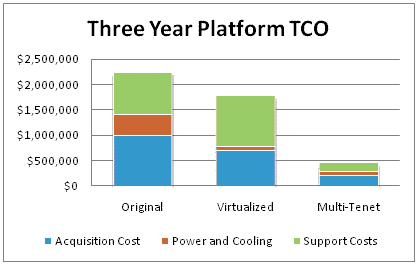 Three Year Platform TCO
$2,500,000
$2,000,000
$1,500,000
$1,000,000
$500,000
$0
Original Virtualized Multi-Tenet
Acquisition Cost Power and Cooling Support Costs